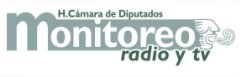 H.Cámara de Diputados
monitoreo
radio y tv